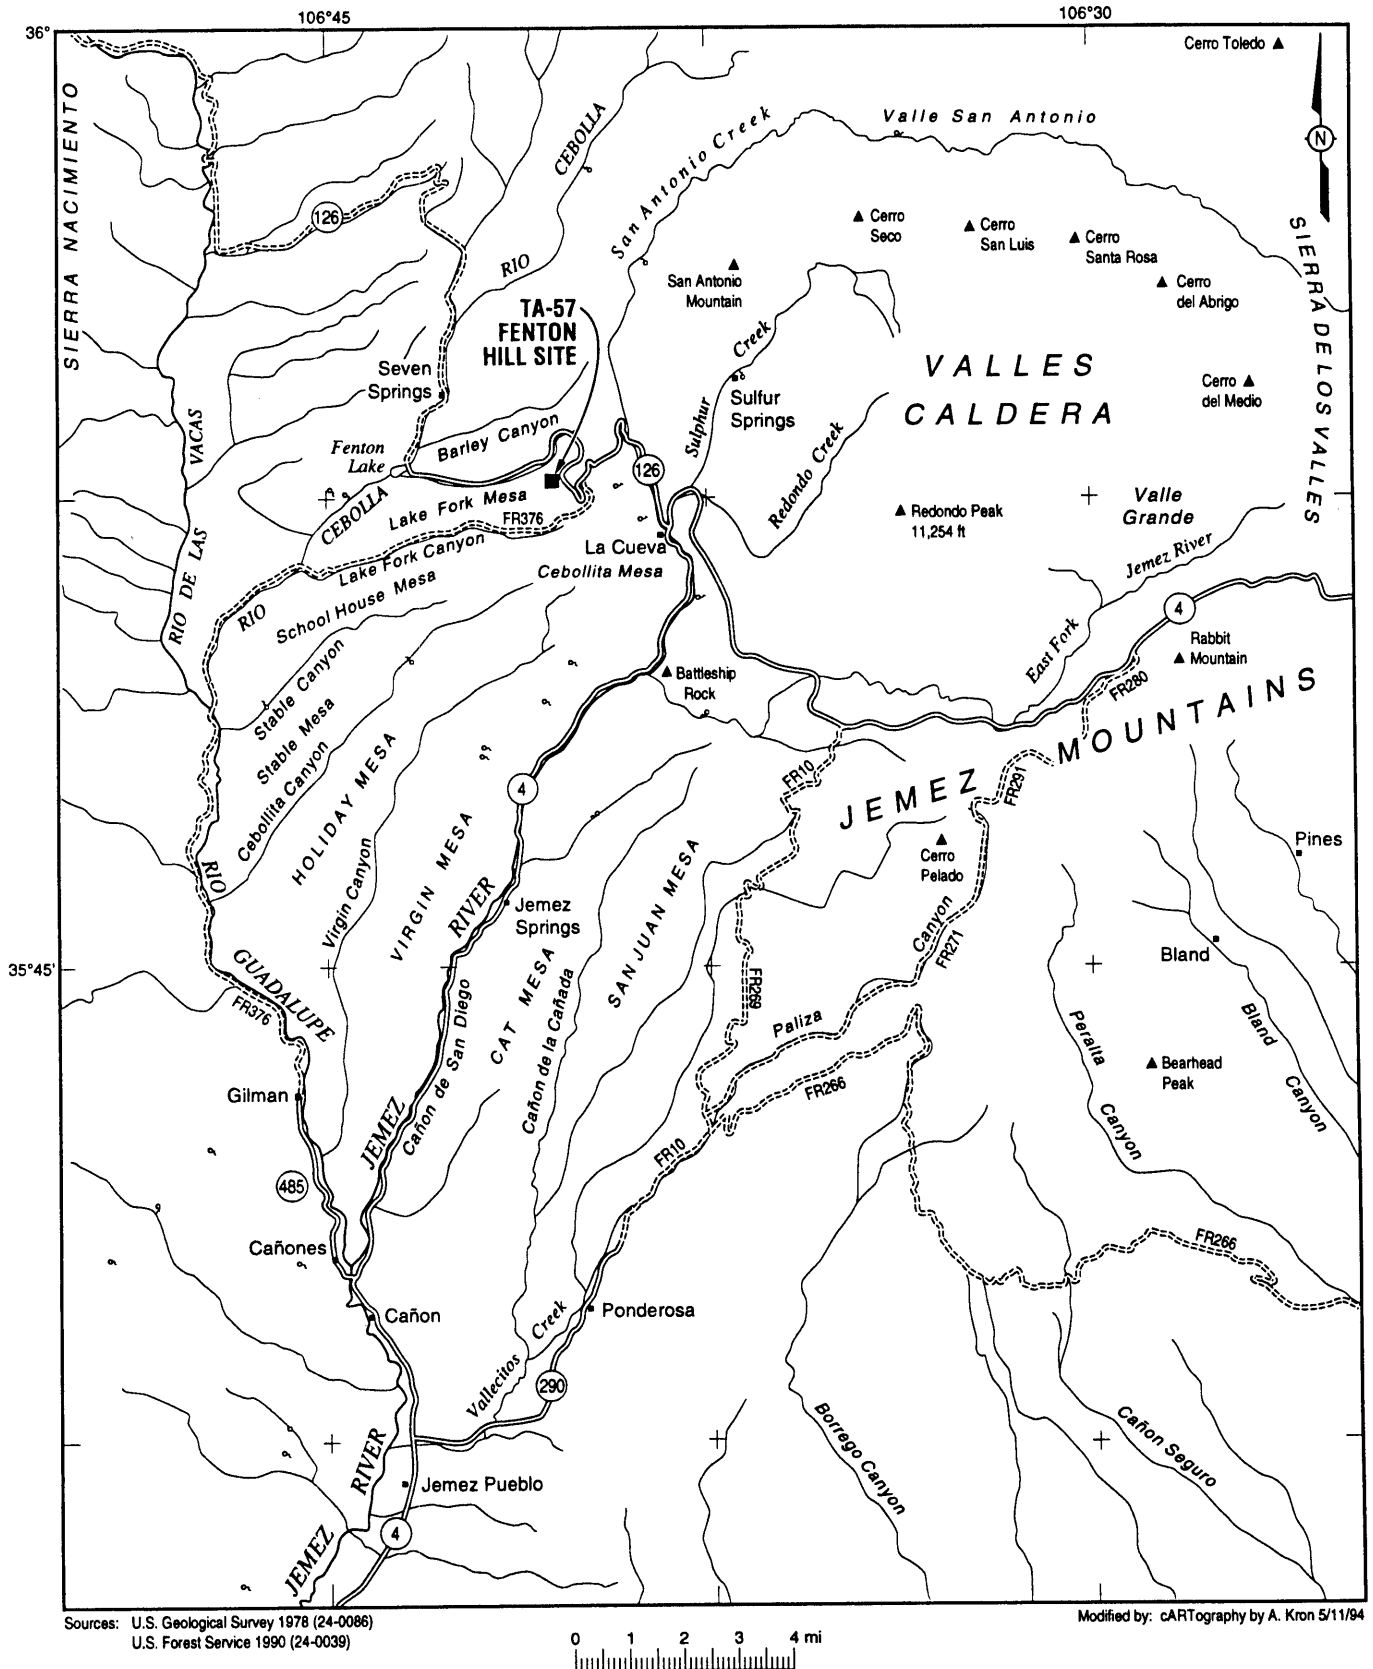 106°45
106°30
36°
Cerro Toledo
N
SIERRA NACIMIENTO
126
CEBOLLA
RIO
San Antonio Creek
Valle San Antonio
Cerro
Seco
Cerro
San Luis
Cerro
Santa Rosa
Cerro
del Abrigo
SIERRA DE LOS VALLES
San Antonio
Mountain
TA-57
FENTON
HILL SITE
Seven
Springs
Sulphur
Creek
Sulfur
Springs
VALLES
CALDERA
Cerro
del Medio
RIO DE LAS
VACAS
Fenton
Lake
Barley Canyon
126
Redondo Creek
CEBOLLA
Lake Fork Mesa
FR376
Redondo Peak
11,254 ft
Valle
Grande
Lake Fork Canyon
La Cueva
Cebollita Mesa
Jemez River
RIO
School House Mesa
4
East Fork
Rabbit
Mountain
Stable Canyon
Stable Mesa
Cebollita Canyon
HOLIDAY MESA
Battleship
Rock
FR280
JEMEZ
MOUNTAINS
FR10
FR291
4
Virgin Canyon
VIRGIN MESA
RIO
Pines
Cerro
Pelado
RIVER
Jemez
Springs
SAN JUAN MESA
Canyon
FR271
Bland
35°45'
GUADALUPE
FR376
CAT MESA
Cañon de la Cañada
FR269
Paliza
FR266
Peralta
Canyon
Bland
Canyon
Bearhead
Peak
Gilman
JEMEZ
Cañon de San Diego
FR10
485
Cañones
FR266
Cañon
Ponderosa
Vallecitos
Creek
290
Borrego Canyon
Cañon Seguro
RIVER
Jemez Pueblo
4
JEMEZ
Sources: U.S. Geological Survey 1978 (24-0086)
U.S. Forest Service 1990 (24-0039)
Modified by: cARTography by A. Kron 5/11/94
0 1 2 3 4 mi